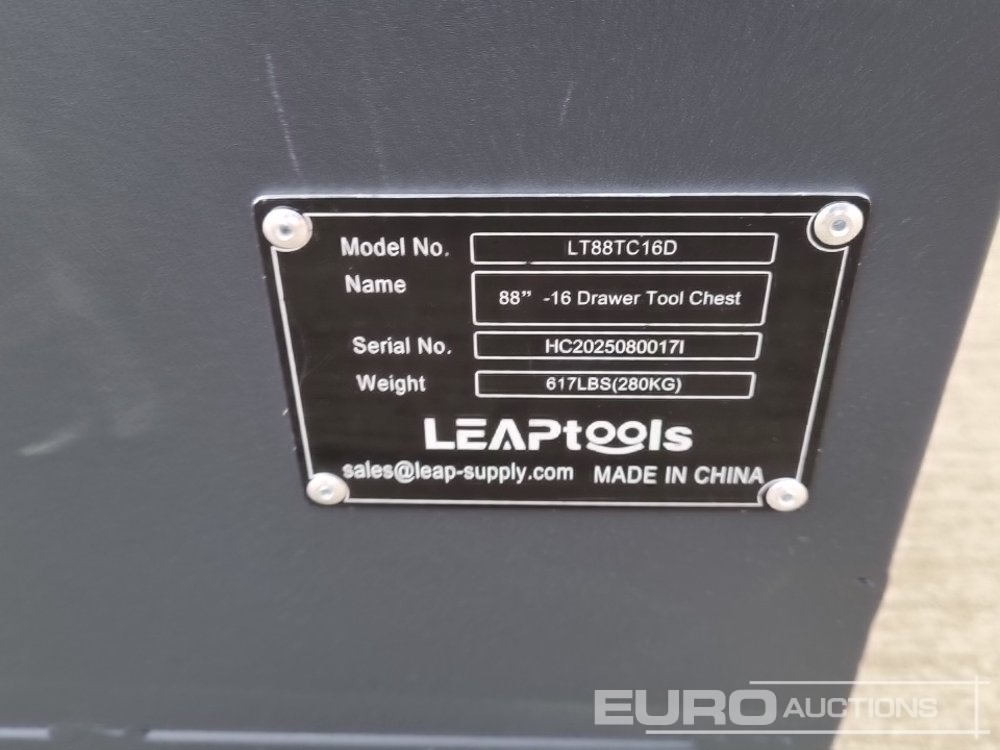 Model No. LT88TC16D
Name 88” -16 Drawer Tool Chest
Serial No. HC2025080017I
Weight 617LBS(280KG)
LEAPtools
sales@leap-supply.com MADE IN CHINA
EURO AUCTIONS